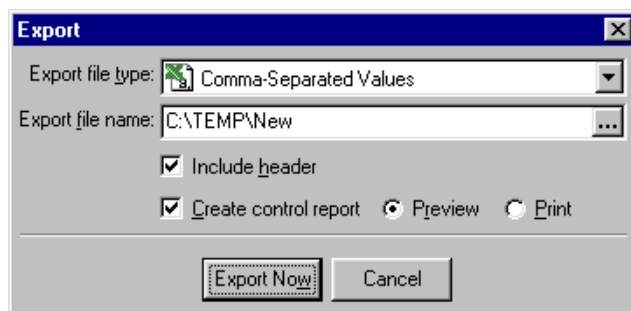 Export
Export file type: Comma-Separated Values
Export file name: C:\TEMP\New ...
Include header
Create control report Preview Print
Export Now Cancel